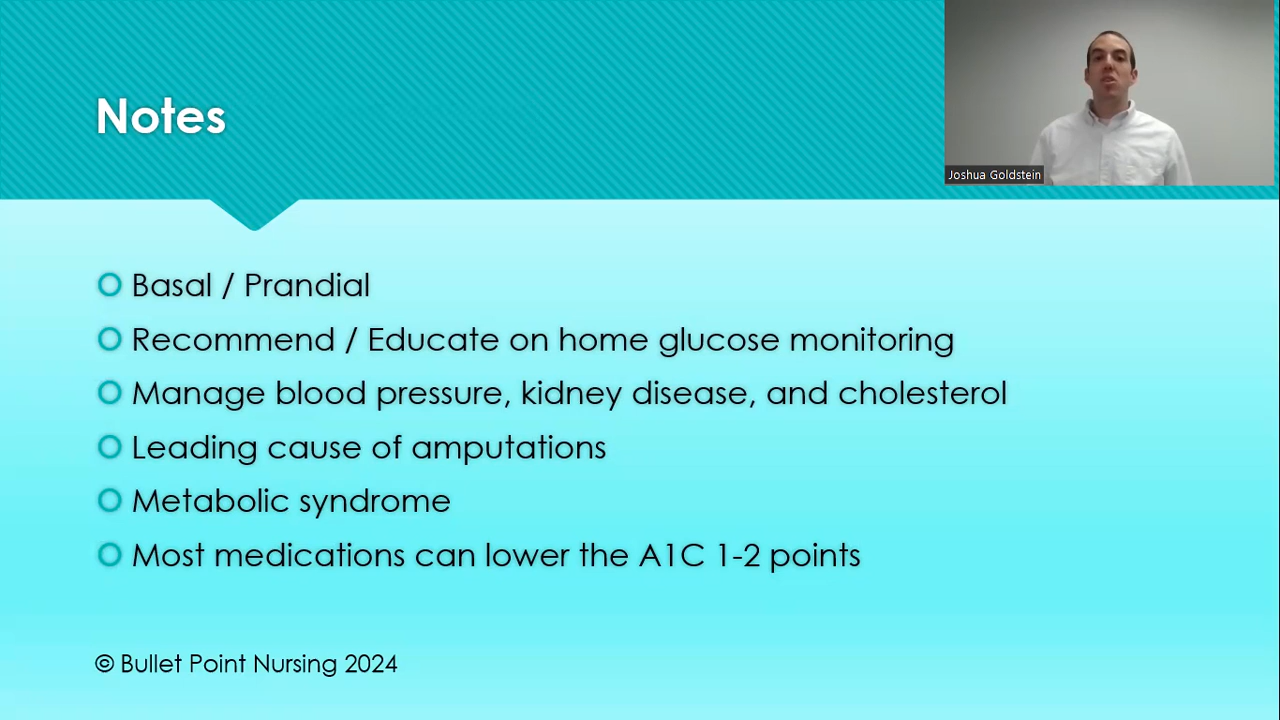 Notes
Joshua Goldstein
Basal / Prandial
Recommend / Educate on home glucose monitoring
Manage blood pressure, kidney disease, and cholesterol
Leading cause of amputations
Metabolic syndrome
Most medications can lower the A1C 1-2 points
© Bullet Point Nursing 2024